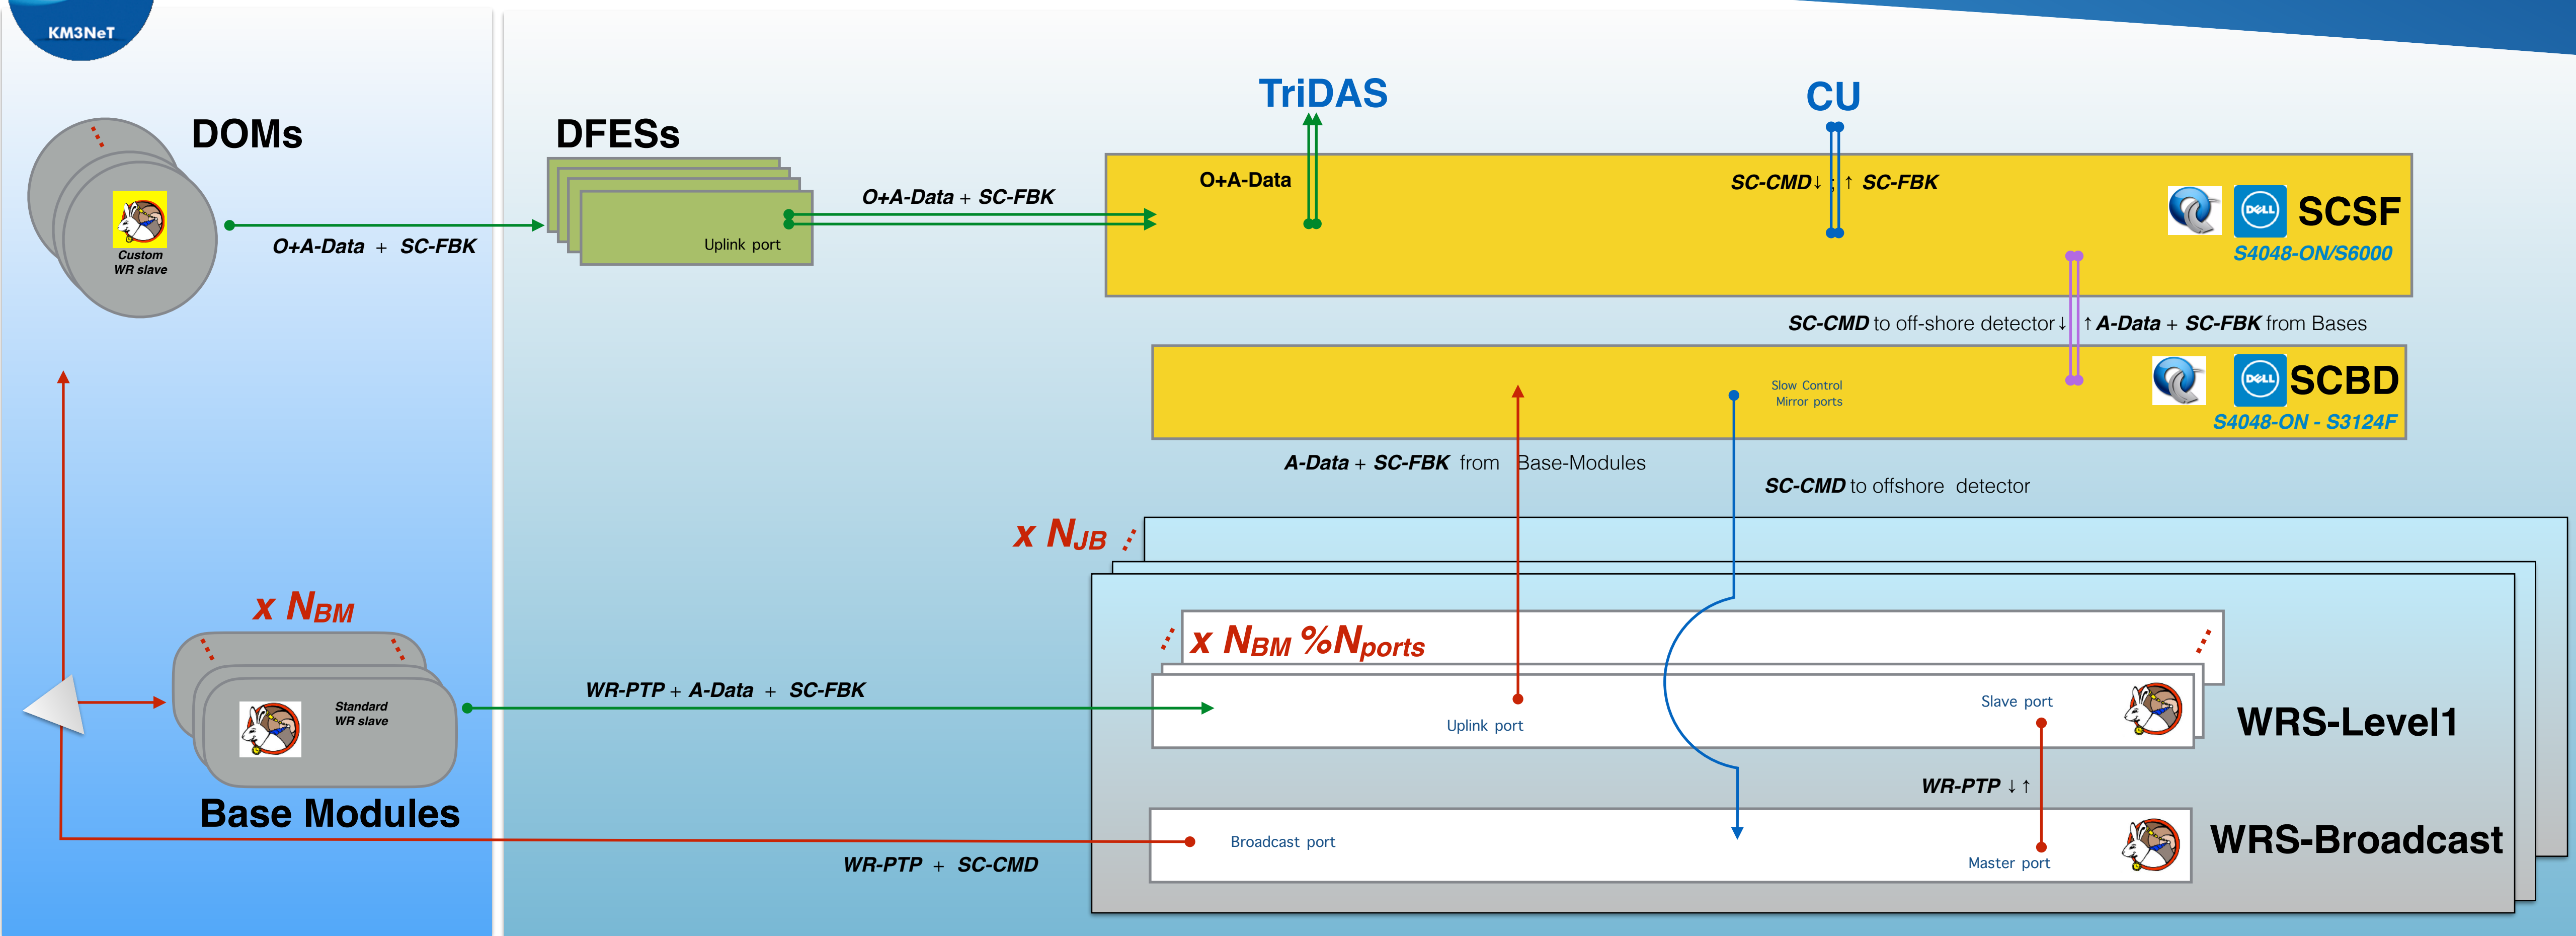 KM3NeT
TriDAS
CU
DOMs
DFESs
O+A-Data
SC-CMD↓ ; ↑ SC-FBK
O+A-Data + SC-FBK
DELL
SCSF
Uplink port
O+A-Data + SC-FBK
S4048-ON/S6000
Custom
WR slave
SC-CMD to off-shore detector↓ ↑A-Data + SC-FBK from Bases
Slow Control
Mirror ports
DELL
SCBD
S4048-ON - S3124F
A-Data + SC-FBK from Base-Modules
SC-CMD to offshore detector
x NJB
x NBM
x NBM %Nports
WR-PTP + A-Data + SC-FBK
Standard
WR slave
Slave port
Uplink port
WRS-Level1
WR-PTP ↓↑
Base Modules
Broadcast port
WRS-Broadcast
Master port
WR-PTP + SC-CMD